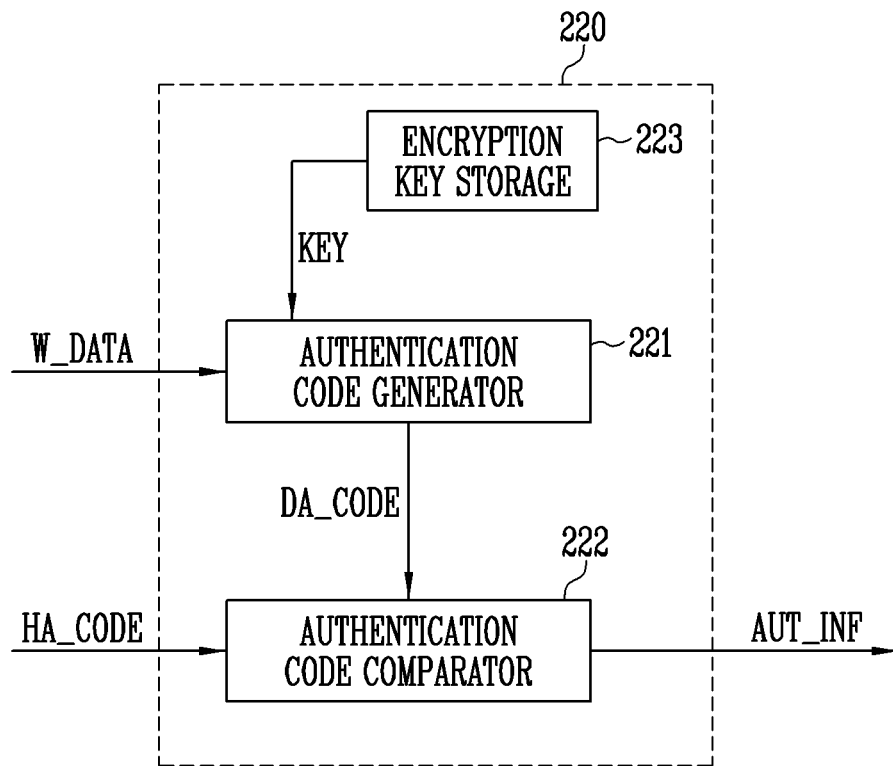 220
ENCRYPTION
KEY STORAGE
223
KEY
W_DATA
AUTHENTICATION
CODE GENERATOR
221
DA_CODE
222
HA_CODE
AUTHENTICATION
CODE COMPARATOR
AUT_INF